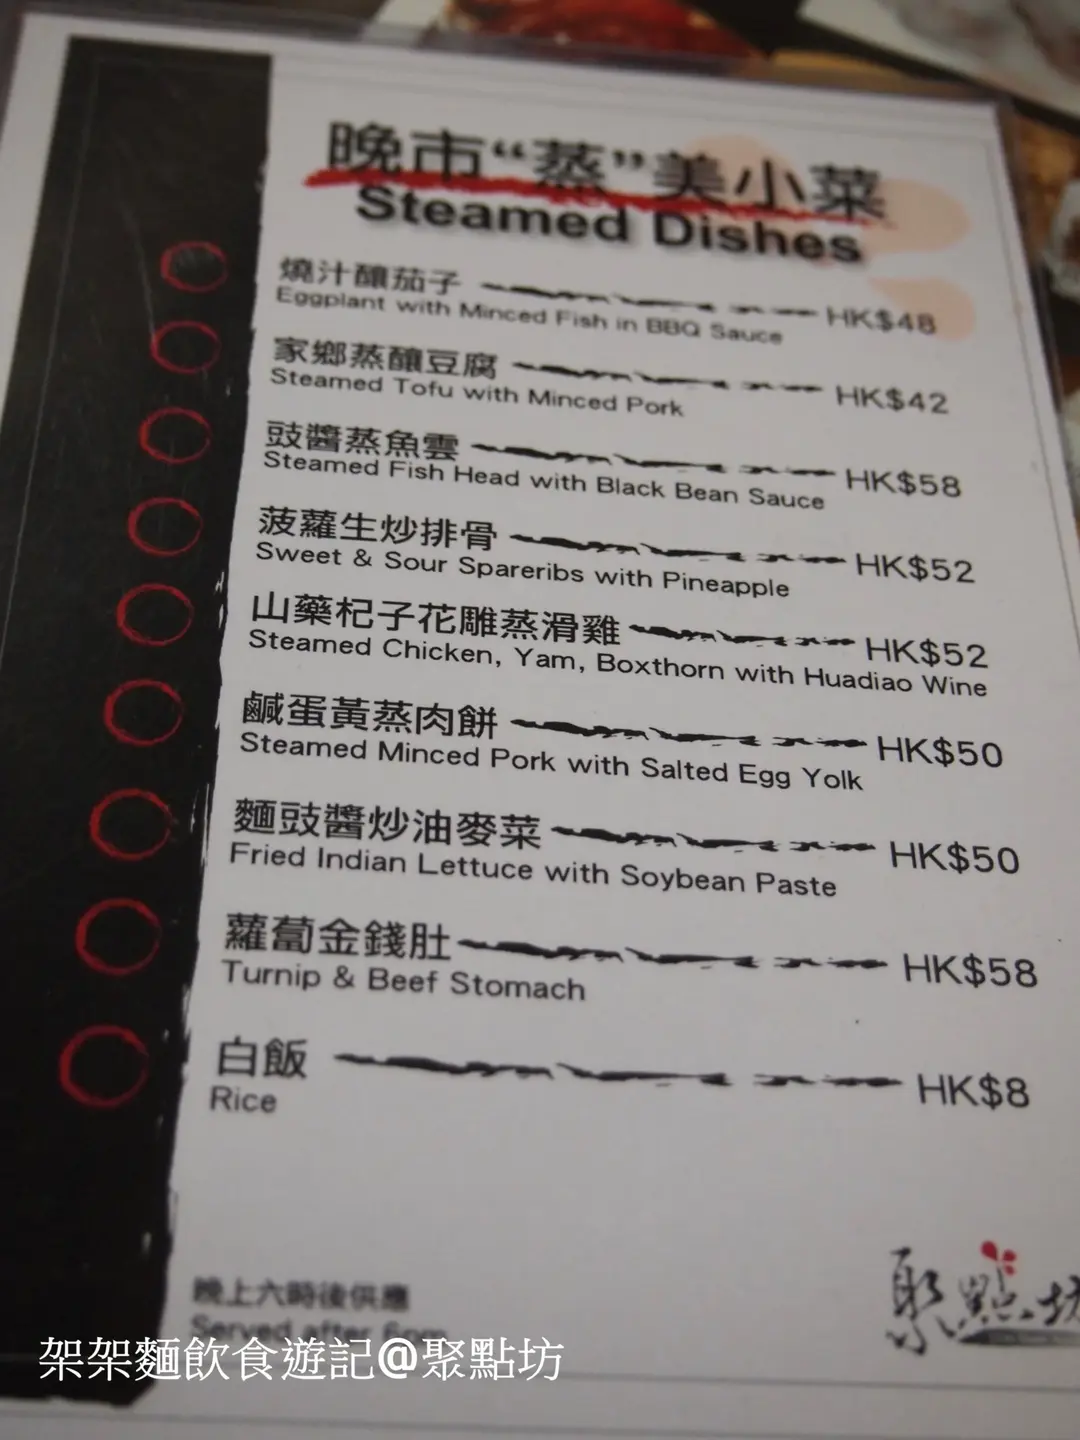 晚市“蒸”美小菜
Steamed Dishes
燒汁釀茄子 HK$48
Eggplant with Minced Fish in BBQ Sauce
家鄉蒸釀豆腐 HK$42
Steamed Tofu with Minced Pork
豉醬蒸魚雲 HK$58
Steamed Fish Head with Black Bean Sauce
菠蘿生炒排骨 HK$52
Sweet & Sour Spareribs with Pineapple
山藥杞子花雕蒸滑雞 HK$52
Steamed Chicken, Yam, Boxthorn with Huadiao Wine
鹹蛋黃蒸肉餅 HK$50
Steamed Minced Pork with Salted Egg Yolk
麵豉醬炒油麥菜 HK$50
Fried Indian Lettuce with Soybean Paste
蘿蔔金錢肚 HK$58
Turnip & Beef Stomach
白飯 HK$8
Rice
晚上六時後供應
Served after 6pm
聚點坊
架架麵飲食遊記@聚點坊